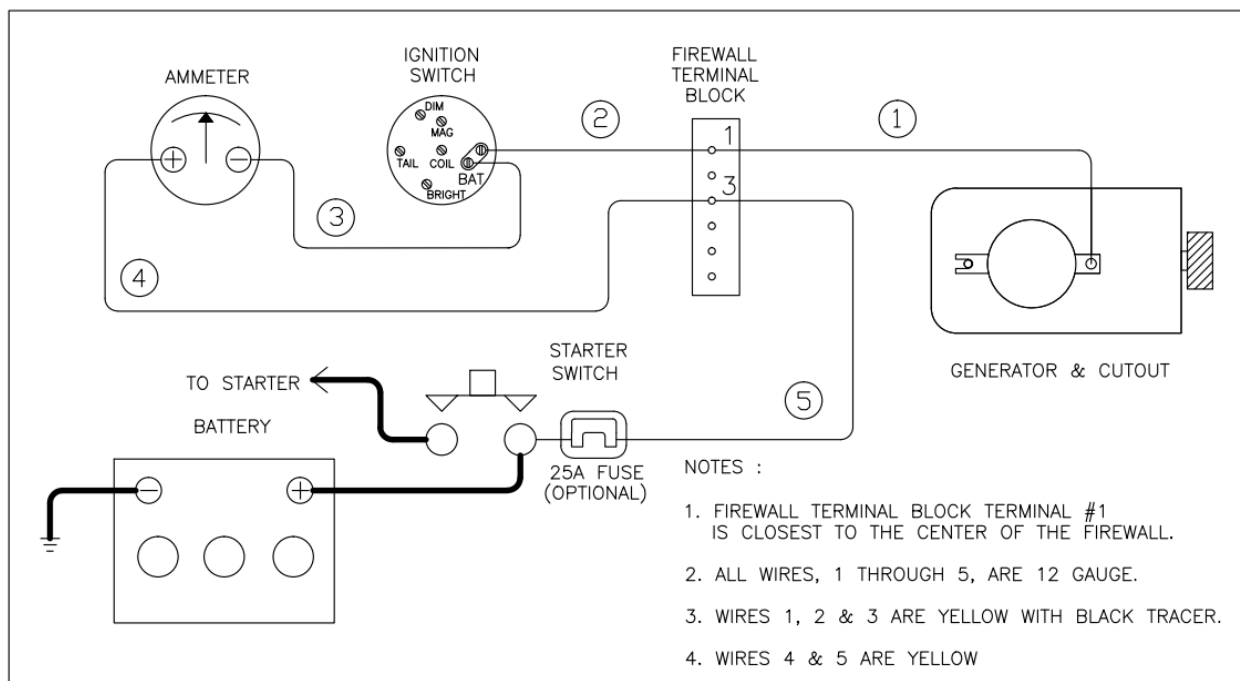 AMMETER
+
−
IGNITION
SWITCH
DIM
MAG
TAIL
COIL
BAT
BRIGHT
FIREWALL
TERMINAL
BLOCK
1
3
2
1
3
4
5
GENERATOR & CUTOUT
TO STARTER
STARTER
SWITCH
25A FUSE
(OPTIONAL)
BATTERY
−
+
NOTES :
1. FIREWALL TERMINAL BLOCK TERMINAL #1
IS CLOSEST TO THE CENTER OF THE FIREWALL.
2. ALL WIRES, 1 THROUGH 5, ARE 12 GAUGE.
3. WIRES 1, 2 & 3 ARE YELLOW WITH BLACK TRACER.
4. WIRES 4 & 5 ARE YELLOW